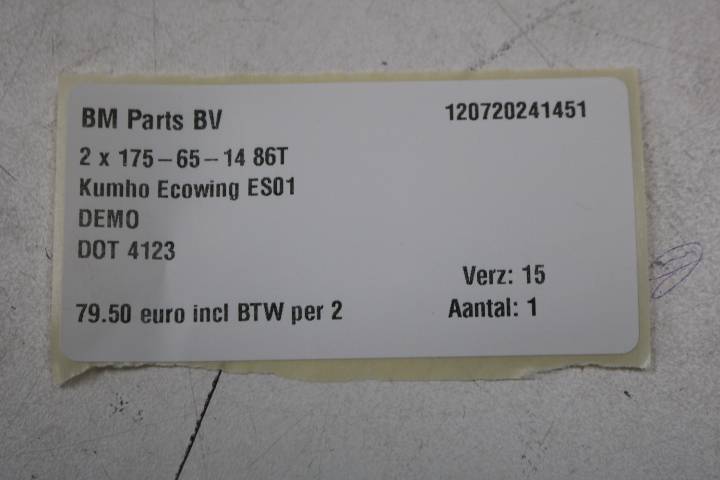 BM Parts BV
120720241451
2 x 175-65-14 86T
Kumho Ecowing ES01
DEMO
DOT 4123
Verz: 15
79.50 euro incl BTW per 2
Aantal: 1